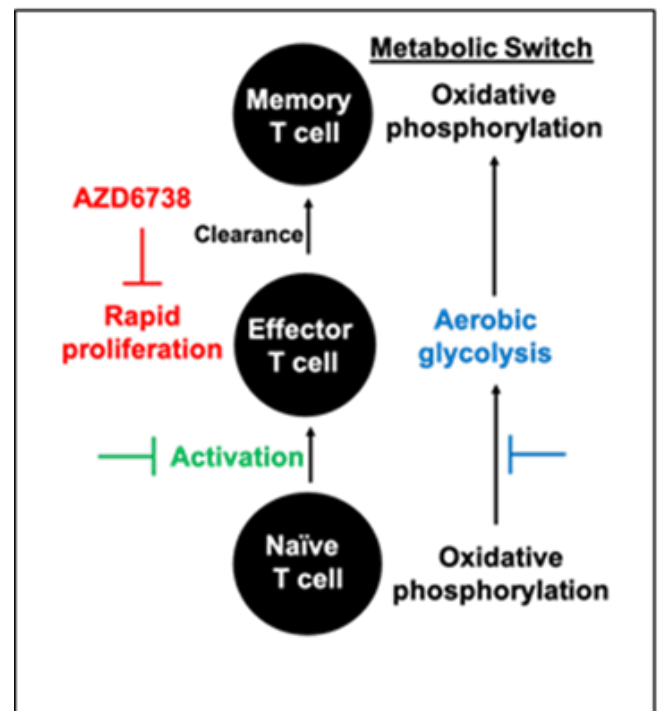 Metabolic Switch
Memory
T cell
Oxidative
phosphorylation
AZD6738
Clearance
Rapid
proliferation
Effector
T cell
Aerobic
glycolysis
Activation
Naïve
T cell
Oxidative
phosphorylation